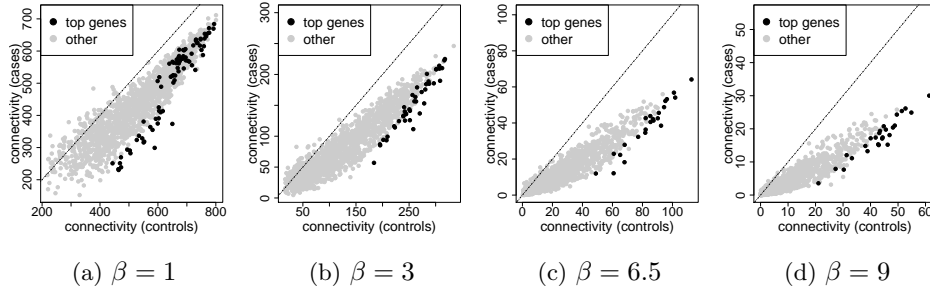 top genes
other
connectivity (cases)
200 300 400 500 600 700
200 400 600 800
connectivity (controls)
(a) β = 1
top genes
other
connectivity (cases)
0 50 100 200 300
50 150 250
connectivity (controls)
(b) β = 3
top genes
other
connectivity (cases)
0 20 40 60 80 100
0 20 40 60 80 100
connectivity (controls)
(c) β = 6.5
top genes
other
connectivity (cases)
0 10 20 30 40 50
0 10 20 30 40 50 60
connectivity (controls)
(d) β = 9